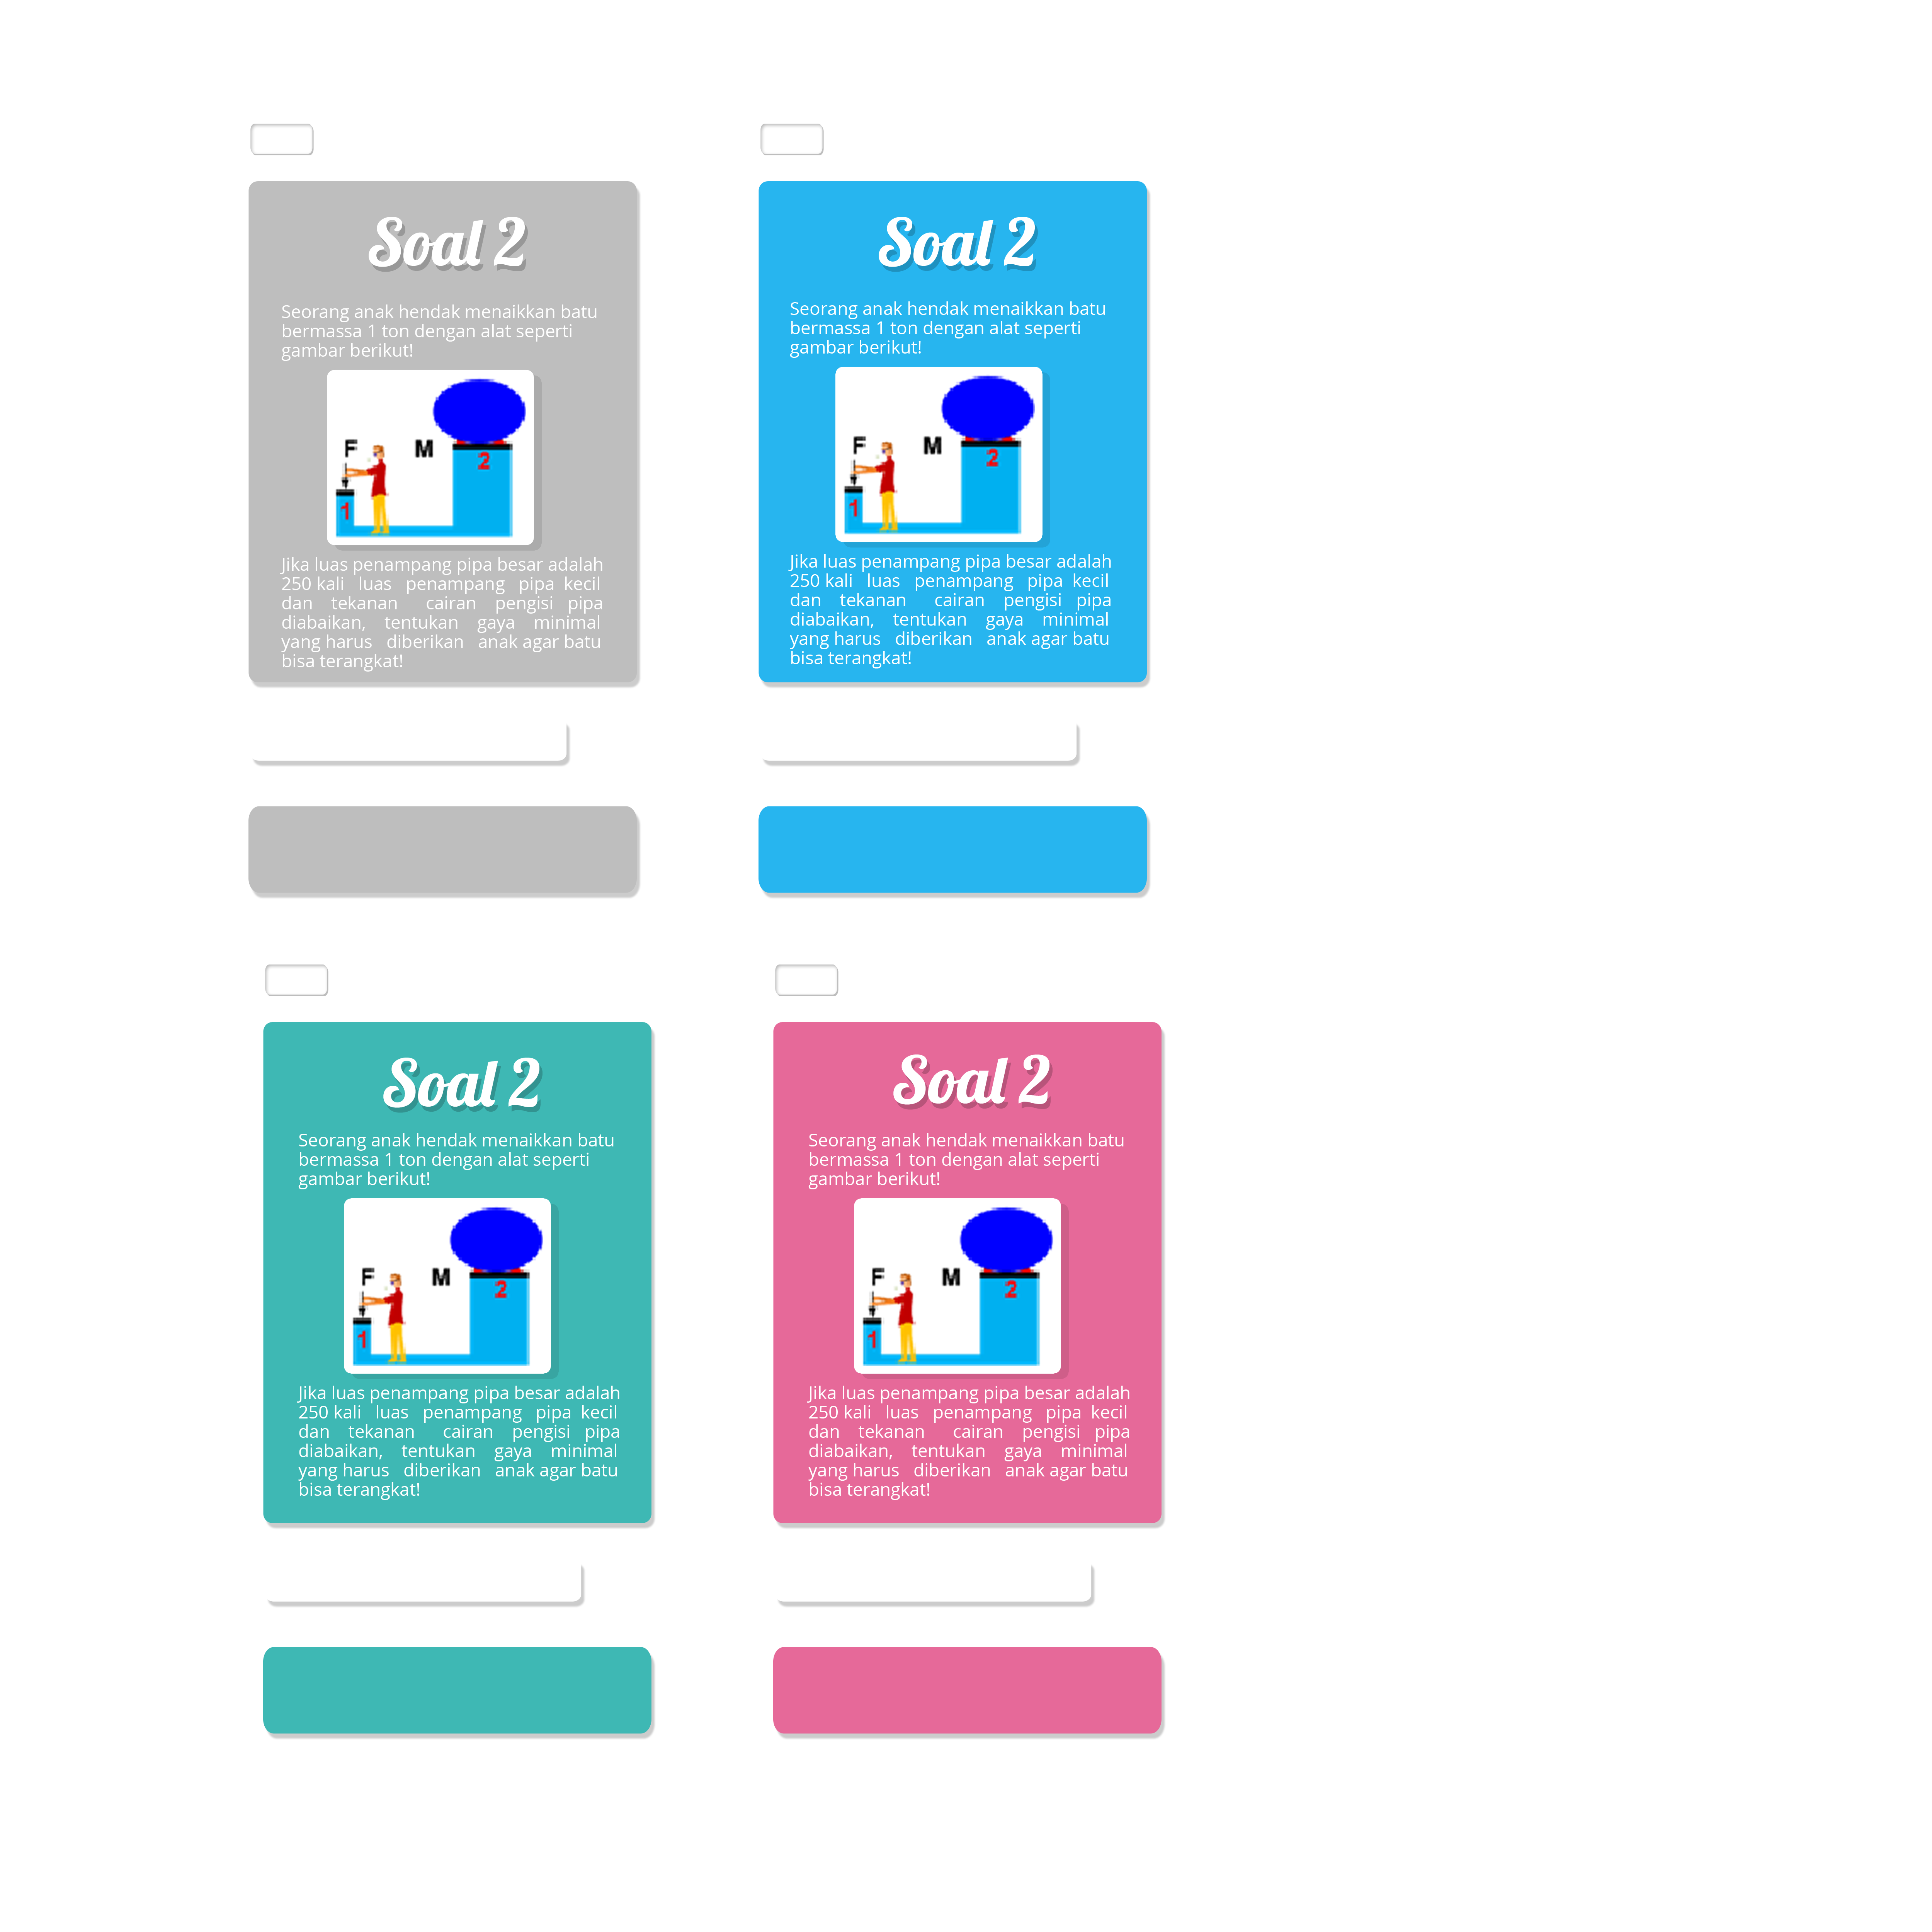 Soal 2
Seorang anak hendak menaikkan batu
bermassa 1 ton dengan alat seperti
gambar berikut!
F M
2
1
Jika luas penampang pipa besar adalah
250 kali luas penampang pipa kecil
dan tekanan cairan pengisi pipa
diabaikan, tentukan gaya minimal
yang harus diberikan anak agar batu
bisa terangkat!
Soal 2
Seorang anak hendak menaikkan batu
bermassa 1 ton dengan alat seperti
gambar berikut!
F M
2
1
Jika luas penampang pipa besar adalah
250 kali luas penampang pipa kecil
dan tekanan cairan pengisi pipa
diabaikan, tentukan gaya minimal
yang harus diberikan anak agar batu
bisa terangkat!
Soal 2
Seorang anak hendak menaikkan batu
bermassa 1 ton dengan alat seperti
gambar berikut!
F M
2
1
Jika luas penampang pipa besar adalah
250 kali luas penampang pipa kecil
dan tekanan cairan pengisi pipa
diabaikan, tentukan gaya minimal
yang harus diberikan anak agar batu
bisa terangkat!
Soal 2
Seorang anak hendak menaikkan batu
bermassa 1 ton dengan alat seperti
gambar berikut!
F M
2
1
Jika luas penampang pipa besar adalah
250 kali luas penampang pipa kecil
dan tekanan cairan pengisi pipa
diabaikan, tentukan gaya minimal
yang harus diberikan anak agar batu
bisa terangkat!